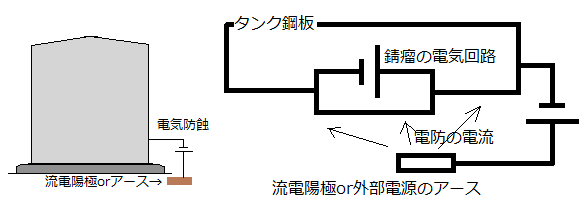 電気防蝕
流電陽極orアース→
タンク鋼板
錆瘤の電気回路
電防の電流
流電陽極or外部電源のアース